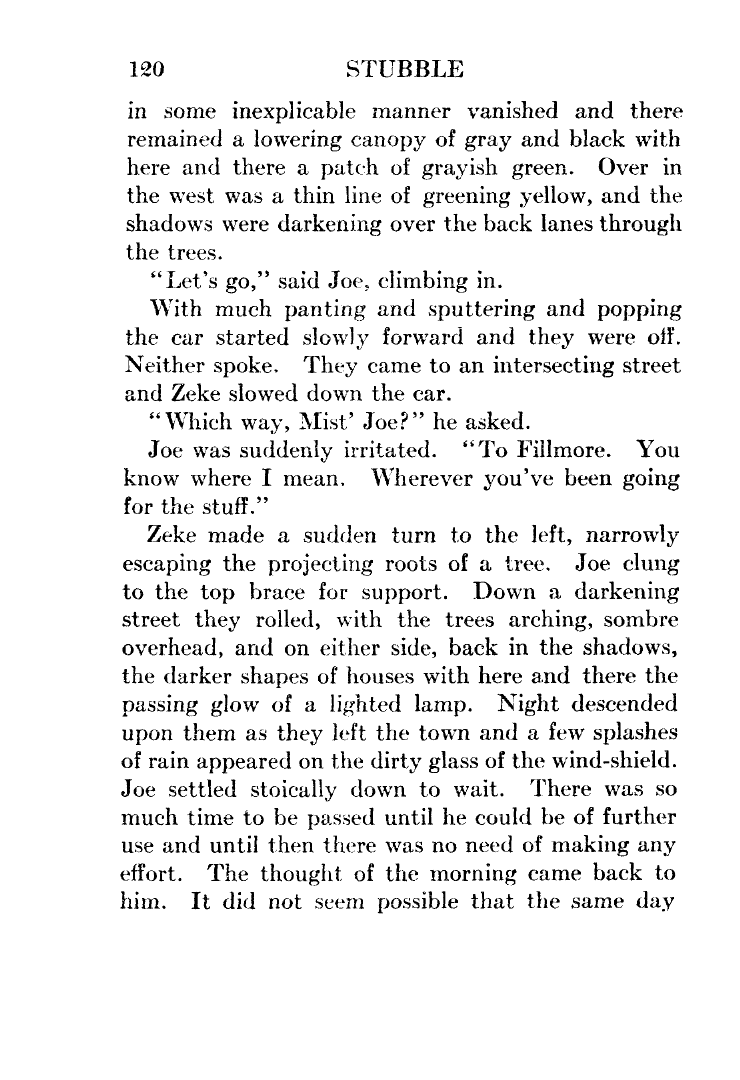 120 STUBBLE
in some inexplicable manner vanished and there
remained a lowering canopy of gray and black with
here and there a patch of grayish green. Over in
the west was a thin line of greening yellow, and the
shadows were darkening over the back lanes through
the trees.
"Let's go," said Joe, climbing in.
With much panting and sputtering and popping
the car started slowly forward and they were off.
Neither spoke. They came to an intersecting street
and Zeke slowed down the car.
"Which way, Mist' Joe?" he asked.
Joe was suddenly irritated. "To Fillmore. You
know where I mean. Wherever you've been going
for the stuff."
Zeke made a sudden turn to the left, narrowly
escaping the projecting roots of a tree. Joe clung
to the top brace for support. Down a darkening
street they rolled, with the trees arching, sombre
overhead, and on either side, back in the shadows,
the darker shapes of houses with here and there the
passing glow of a lighted lamp. Night descended
upon them as they left the town and a few splashes
of rain appeared on the dirty glass of the wind-shield.
Joe settled stoically down to wait. There was so
much time to be passed until he could be of further
use and until then there was no need of making any
effort. The thought of the morning came back to
him. It did not seem possible that the same day